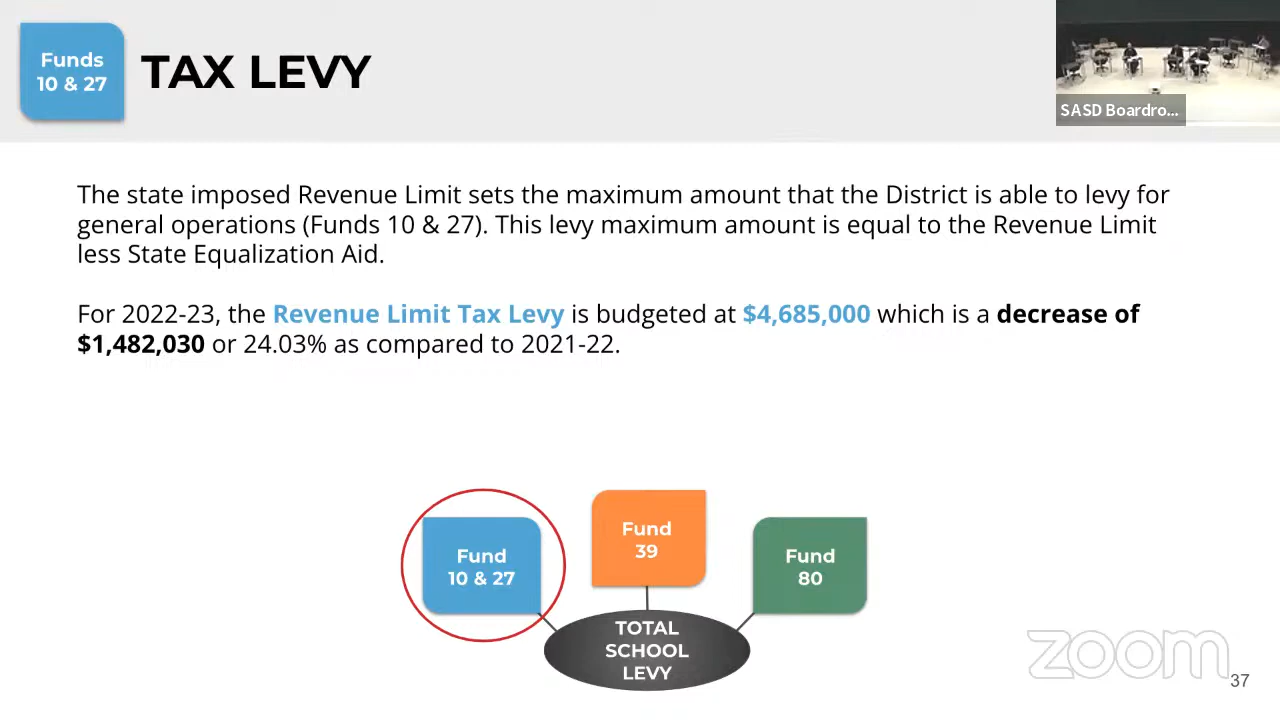 Funds
10 & 27
TAX LEVY
SASD Boardro...
The state imposed Revenue Limit sets the maximum amount that the District is able to levy for
general operations (Funds 10 & 27). This levy maximum amount is equal to the Revenue Limit
less State Equalization Aid.
For 2022-23, the Revenue Limit Tax Levy is budgeted at $4,685,000 which is a decrease of
$1,482,030 or 24.03% as compared to 2021-22.
Fund
10 & 27
Fund
39
Fund
80
TOTAL
SCHOOL
LEVY
zoom
37